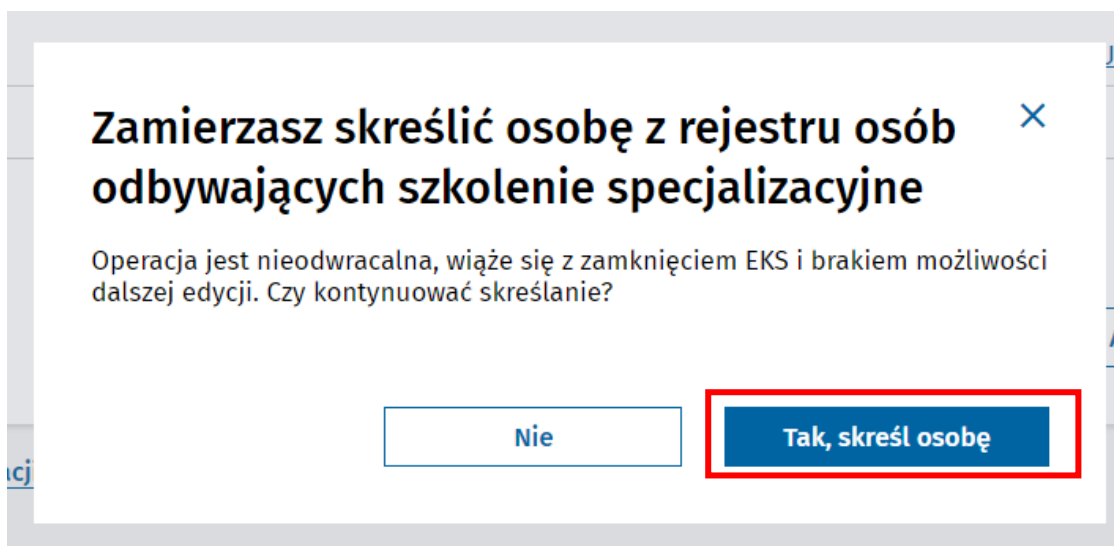 Zamierzasz skreślić osobę z rejestru osób
odbywających szkolenie specjalizacyjne
Operacja jest nieodwracalna, wiąże się z zamknięciem EKS i brakiem możliwości
dalszej edycji. Czy kontynuować skreślanie?
Nie
Tak, skreśl osobę